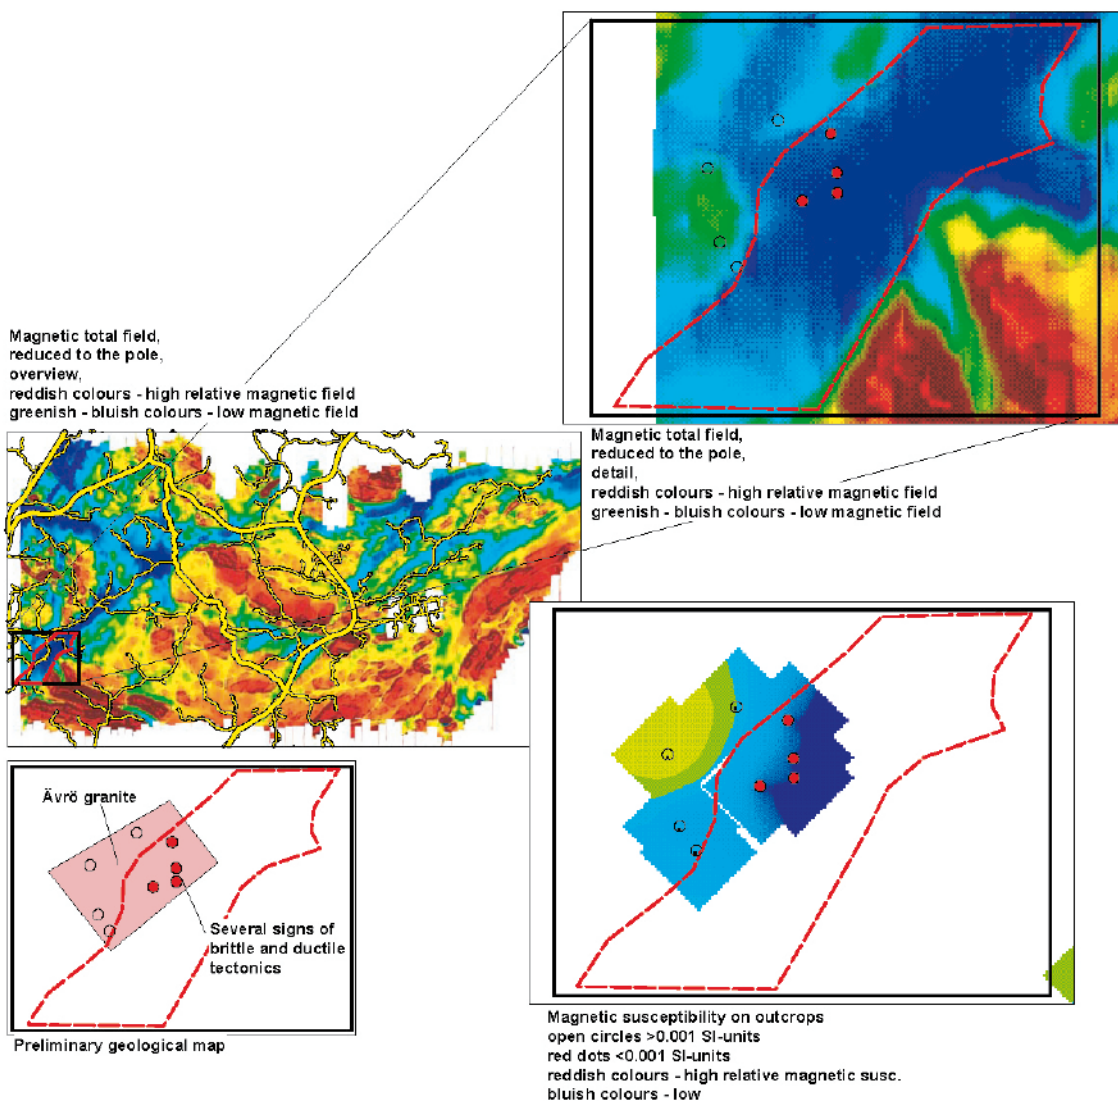 Magnetic total field,
reduced to the pole,
overview,
reddish colours - high relative magnetic field
greenish - bluish colours - low magnetic field
Magnetic total field,
reduced to the pole,
detail,
reddish colours - high relative magnetic field
greenish - bluish colours - low magnetic field
Ävrö granite
Several signs of
brittle and ductile
tectonics
Preliminary geological map
Magnetic susceptibility on outcrops
open circles >0.001 SI-units
red dots <0.001 SI-units
reddish colours - high relative magnetic susc.
bluish colours - low